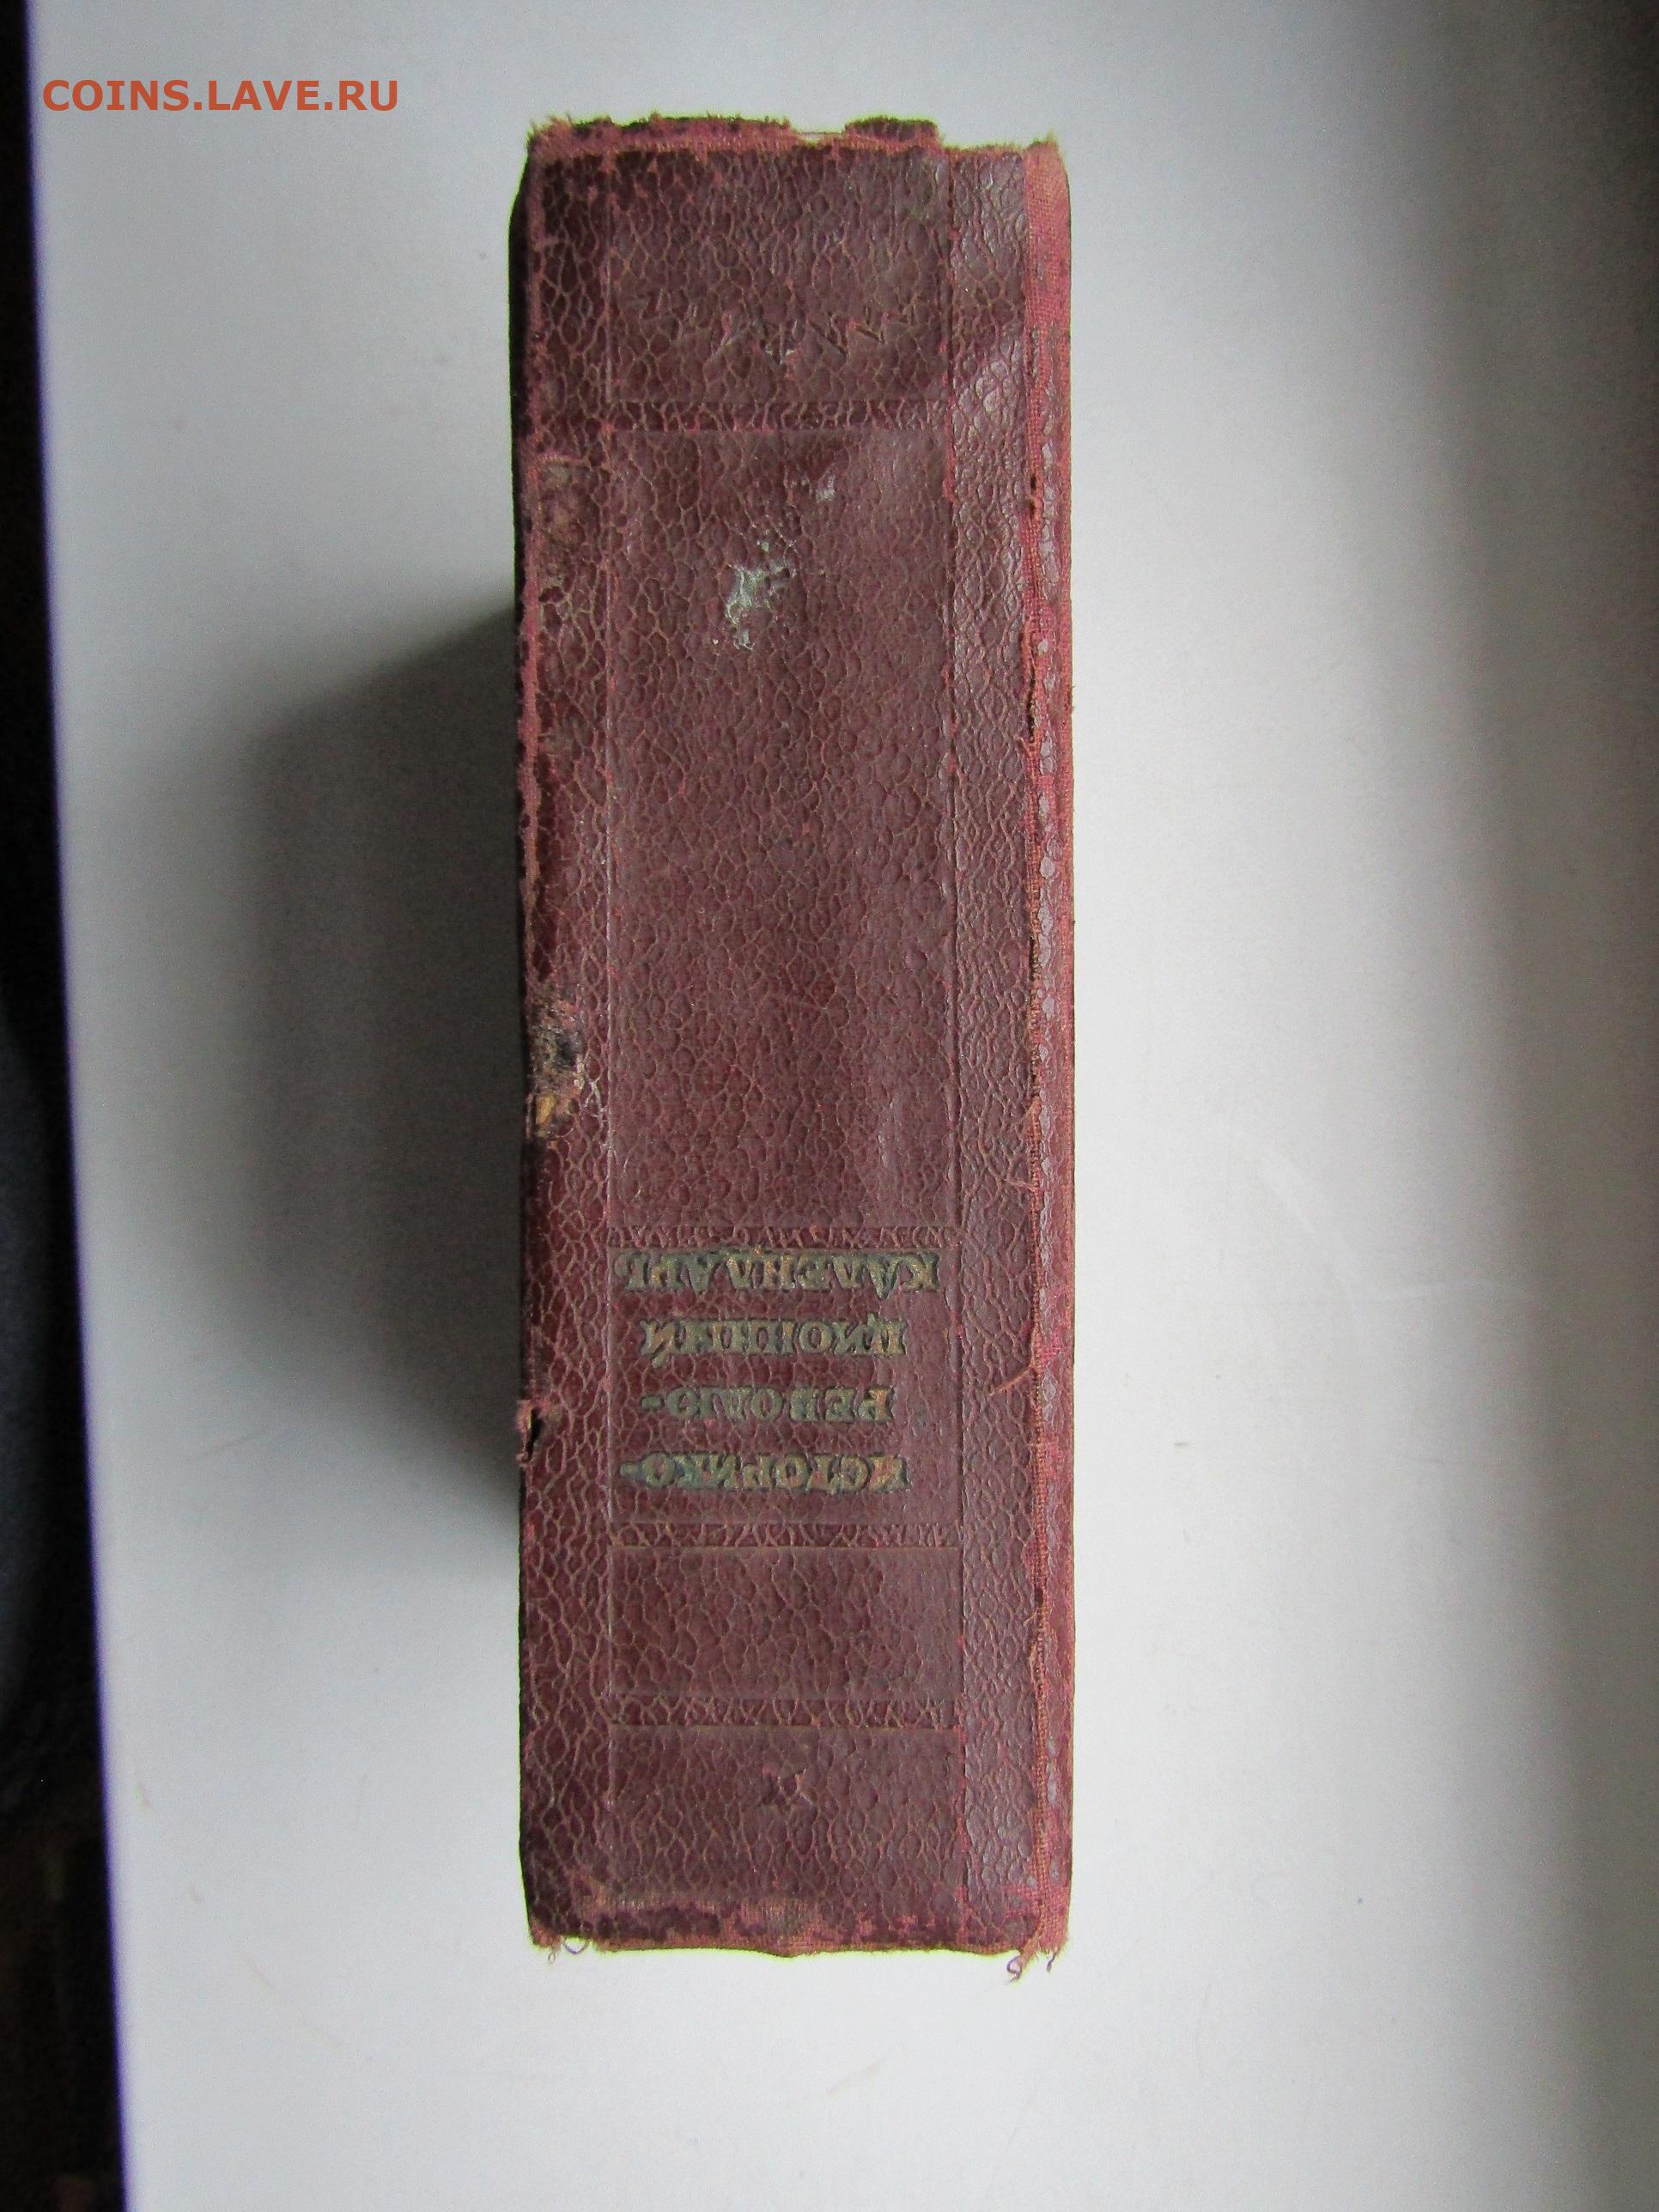 COINS.LAVE.RU
ИСТОРИКО-
РЕВОЛЮ-
ЦИОННЫЙ
КАЛЕНДАРЬ